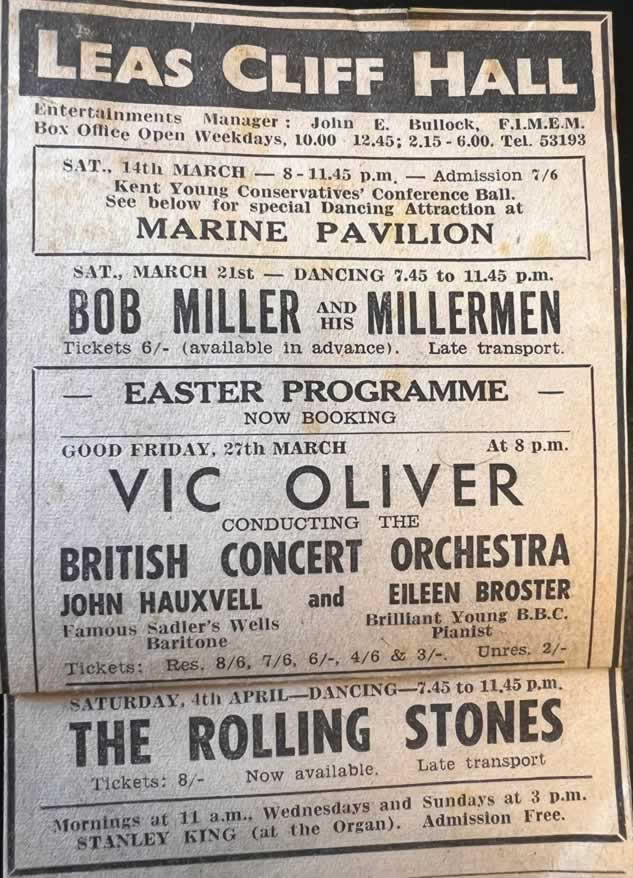 LEAS CLIFF HALL
Entertainments Manager: John E. Bullock, F.I.M.E.M.
Box Office Open Weekdays, 10.00 - 12.45; 2.15 - 6.00. Tel. 53193
SAT., 14th MARCH — 8 - 11.45 p.m. — Admission 7/6
Kent Young Conservatives' Conference Ball.
See below for special Dancing Attraction at
MARINE PAVILION
SAT., MARCH 21st — DANCING 7.45 to 11.45 p.m.
BOB MILLER AND HIS MILLERMEN
Tickets 6/- (available in advance). Late transport.
— EASTER PROGRAMME —
NOW BOOKING
GOOD FRIDAY, 27th MARCH At 8 p.m.
VIC OLIVER
CONDUCTING THE
BRITISH CONCERT ORCHESTRA
JOHN HAUXVELL and EILEEN BROSTER
Famous Sadler's Wells Brilliant Young B.B.C.
Baritone Pianist
Tickets: Res. 8/6, 7/6, 6/-, 4/6 & 3/-. Unres. 2/-
SATURDAY, 4th APRIL—DANCING—7.45 to 11.45 p.m.
THE ROLLING STONES
Tickets: 8/- Now available. Late transport
Mornings at 11 a.m., Wednesdays and Sundays at 3 p.m.
STANLEY KING (at the Organ). Admission Free.